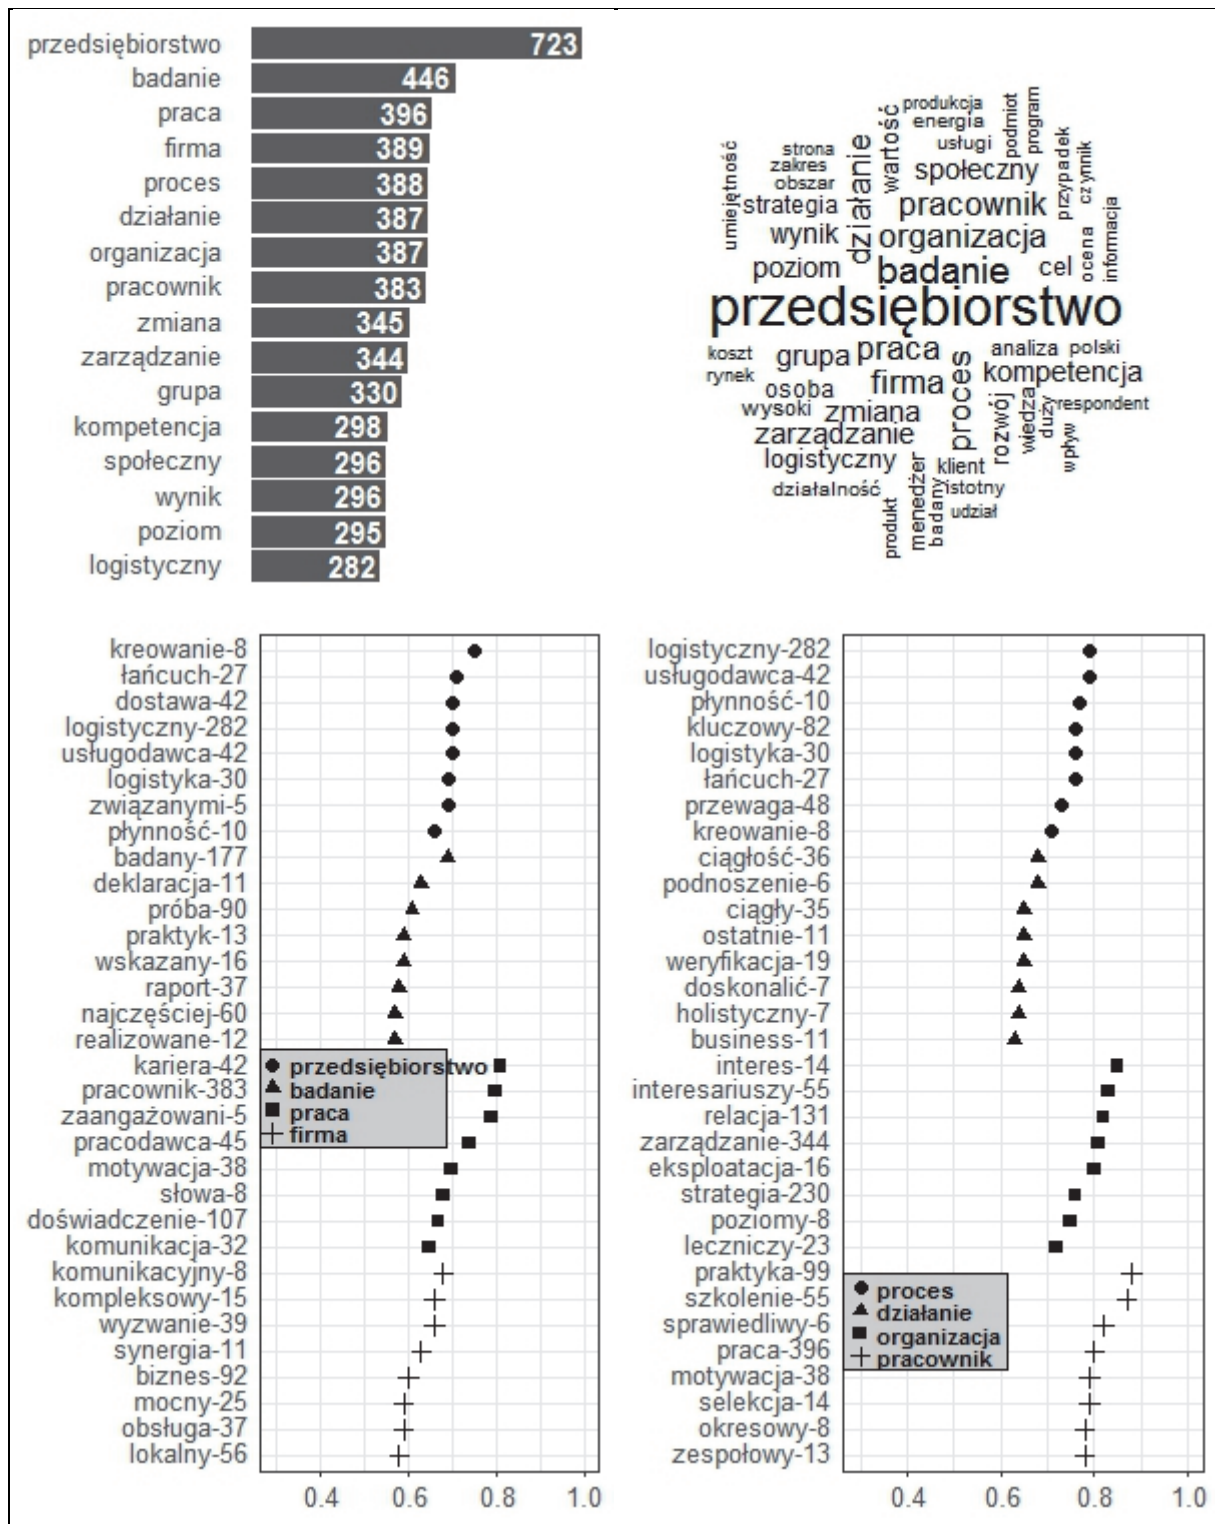 przedsiębiorstwo 723
badanie 446
praca 396
firma 389
proces 388
działanie 387
organizacja 387
pracownik 383
zmiana 345
zarządzanie 344
grupa 330
kompetencja 298
społeczny 296
wynik 296
poziom 295
logistyczny 282
produkcja
energia
usługi
podmiot
program
wartość
działanie
społeczny
przypadek
czynnik
umiejętność
strona
zakres
obszar
strategia
pracownik
wynik
organizacja
ocena
informacja
poziom
badanie
cel
przedsiębiorstwo
koszt
rynek
grupa
praca
proces
analiza
polski
kompetencja
osoba
firma
wysoki
zmiana
rozwój
wiedza
duży
respondent
wpływ
zarządzanie
logistyczny
działalność
menedżer
badany
klient
istotny
udział
produkt
kreowanie-8
łańcuch-27
dostawa-42
logistyczny-282
usługodawca-42
logistyka-30
związanymi-5
płynność-10
badany-177
deklaracja-11
próba-90
praktyk-13
wskazany-16
raport-37
najczęściej-60
realizowane-12
kariera-42
pracownik-383
zaangażowani-5
pracodawca-45
motywacja-38
słowa-8
doświadczenie-107
komunikacja-32
komunikacyjny-8
kompleksowy-15
wyzwanie-39
synergia-11
biznes-92
mocny-25
obsługa-37
lokalny-56
przedsiębiorstwo
badanie
praca
firma
0.4 0.6 0.8 1.0
logistyczny-282
usługodawca-42
płynność-10
kluczowy-82
logistyka-30
łańcuch-27
przewaga-48
kreowanie-8
ciągłość-36
podnoszenie-6
ciągły-35
ostatnie-11
weryfikacja-19
doskonalić-7
holistyczny-7
business-11
interes-14
interesariuszy-55
relacja-131
zarządzanie-344
eksploatacja-16
strategia-230
poziomy-8
leczniczy-23
praktyka-99
szkolenie-55
sprawiedliwy-6
praca-396
motywacja-38
selekcja-14
okresowy-8
zespołowy-13
proces
działanie
organizacja
pracownik
0.4 0.6 0.8 1.0